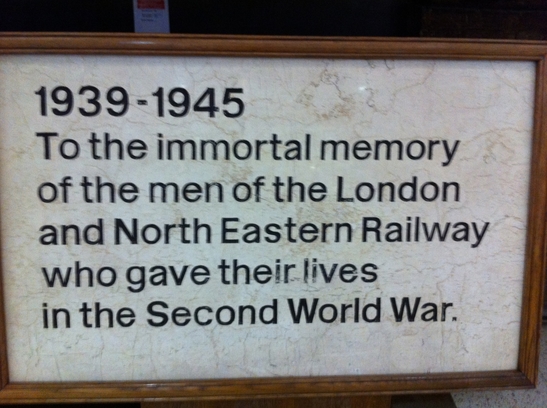 1939-1945
To the immortal memory
of the men of the London
and North Eastern Railway
who gave their lives
in the Second World War.